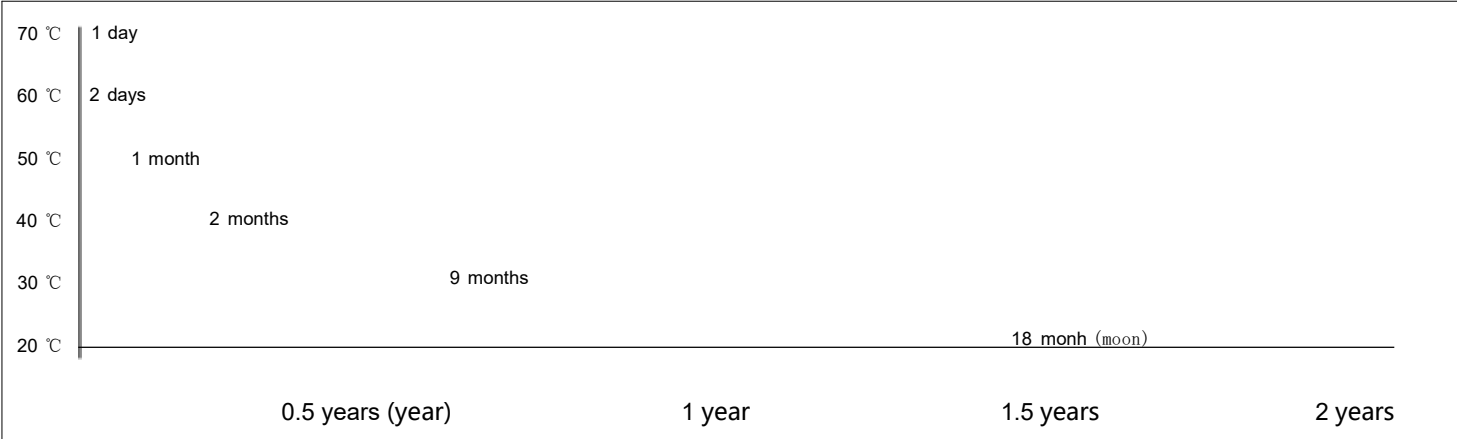 70 ℃ 1 day
60 ℃ 2 days
50 ℃ 1 month
40 ℃ 2 months
30 ℃ 9 months
20 ℃ 18 monh (moon)
0.5 years (year) 1 year 1.5 years 2 years